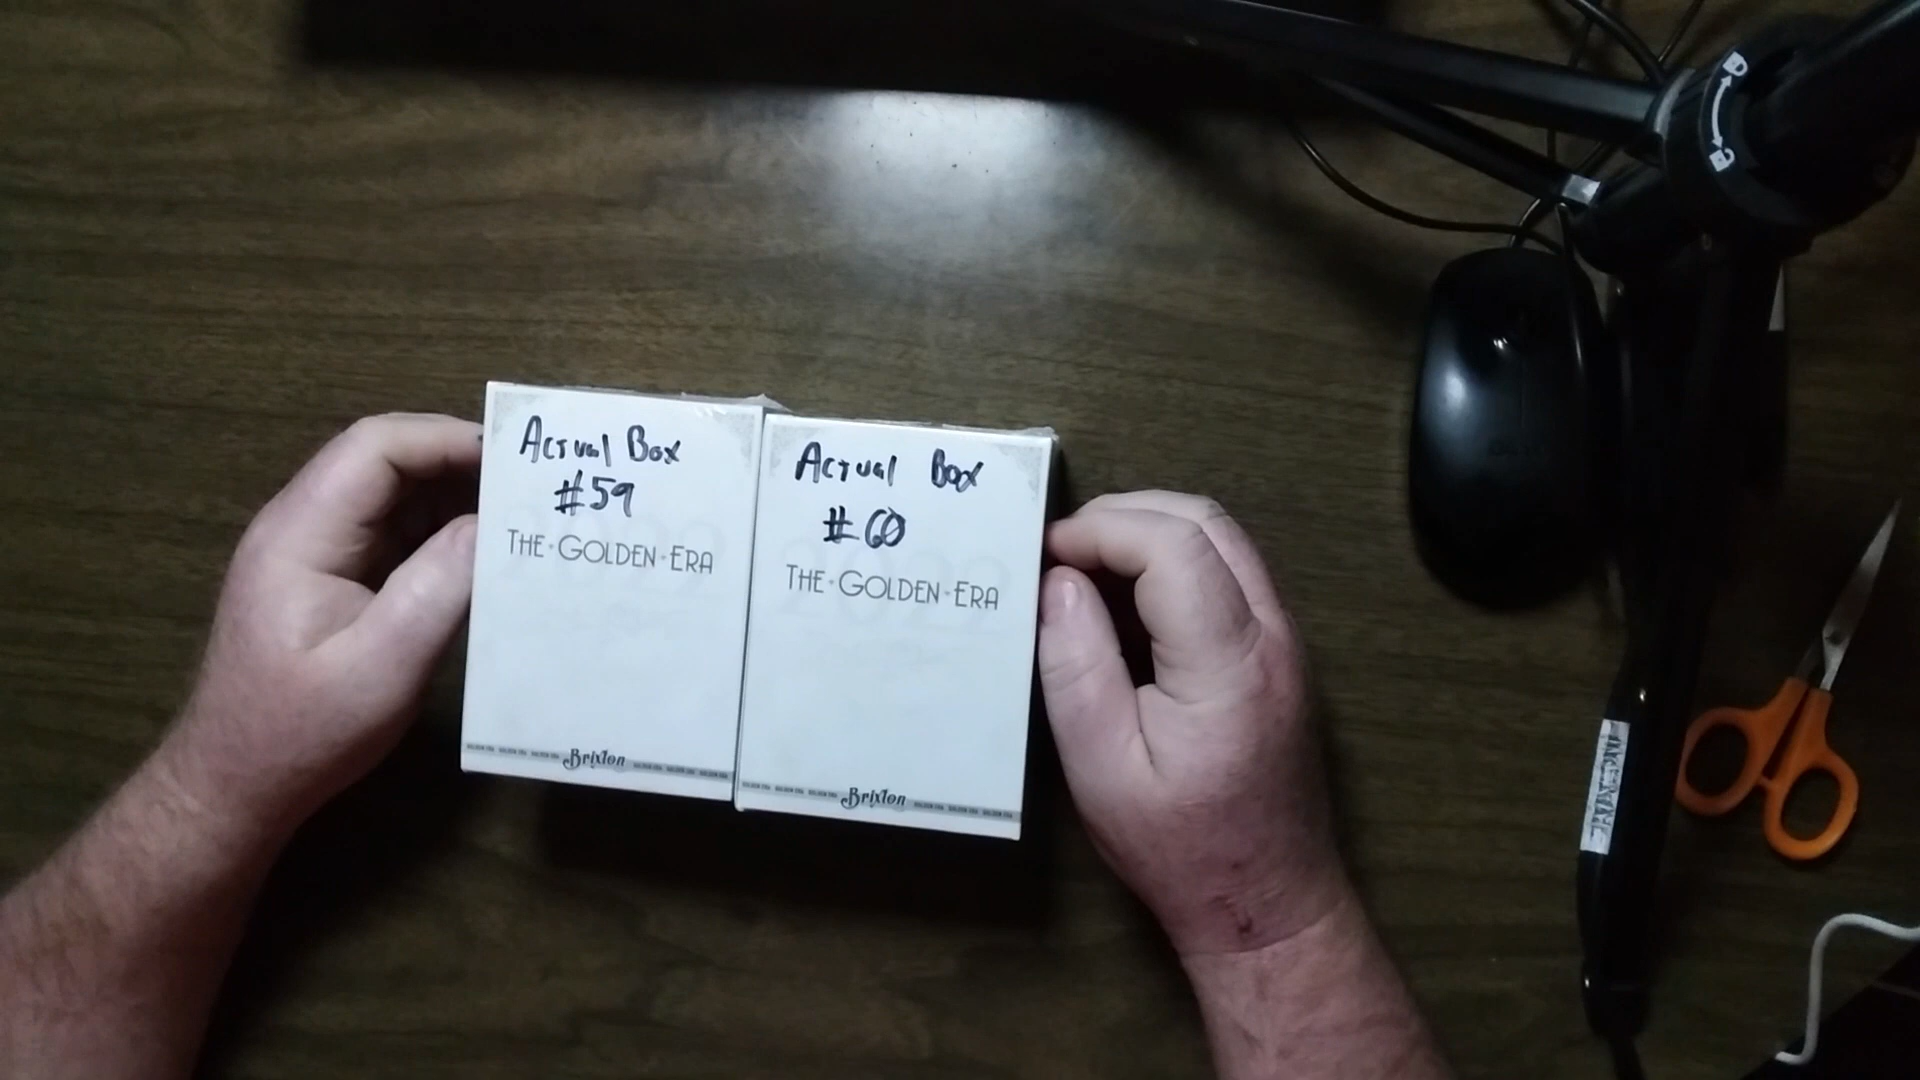 Actual Box
#59
THE·GOLDEN·ERA
Brixton
Actual Box
#60
THE·GOLDEN·ERA
Brixton